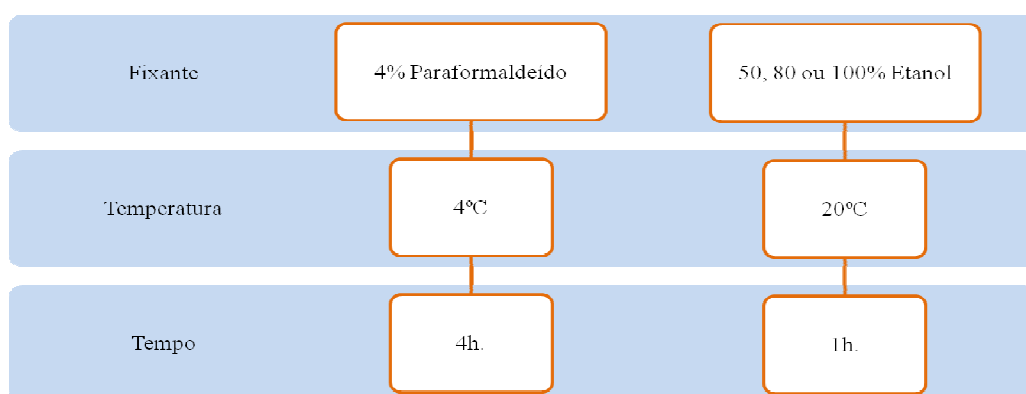 Fixante
4% Paraformaldeído
50, 80 ou 100% Etanol
Temperatura
4ºC
20ºC
Tempo
4h.
1h.